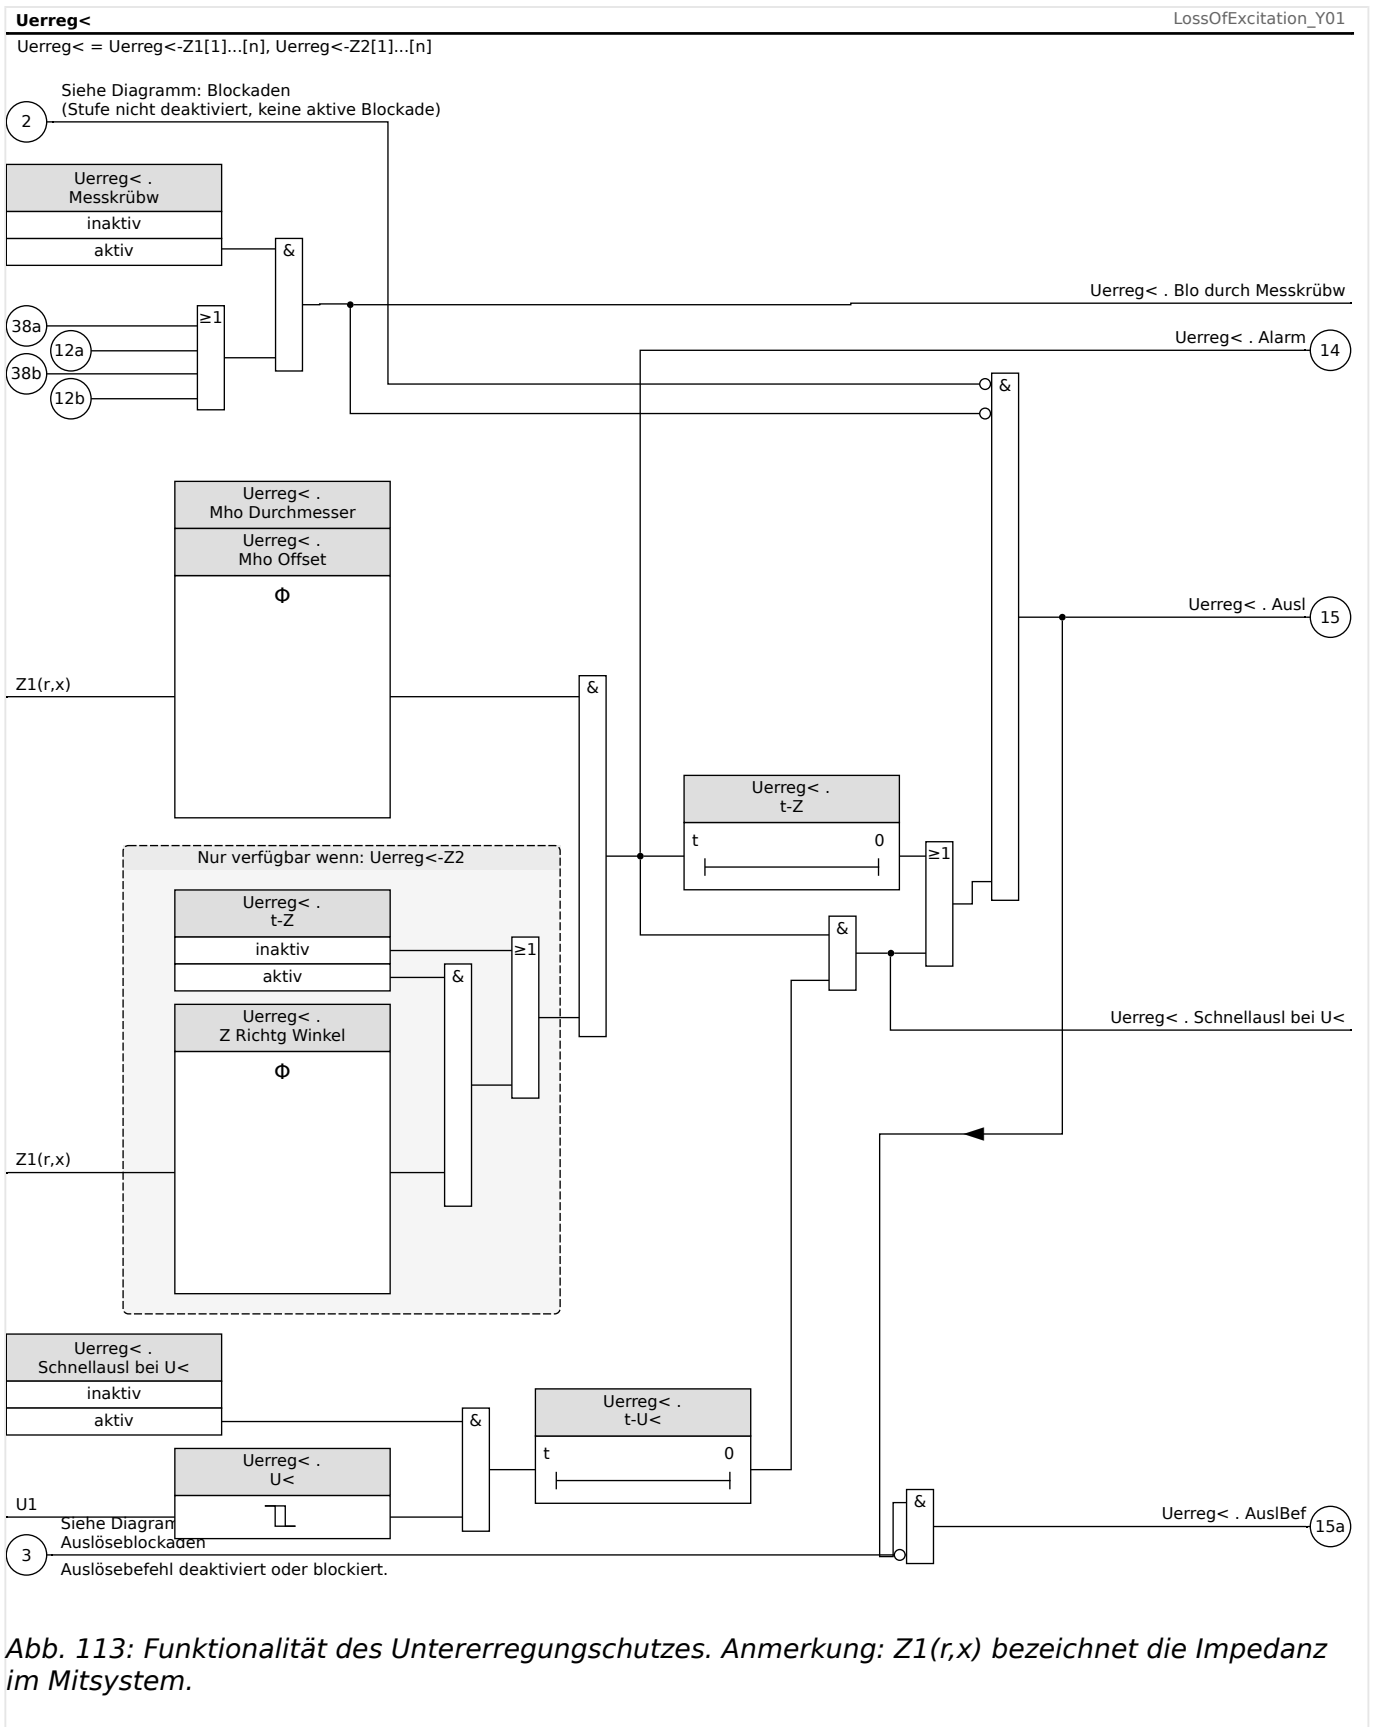 Uerreg<
LossOfExcitation_Y01
Uerreg< = Uerreg<-Z1[1]...[n], Uerreg<-Z2[1]...[n]
Siehe Diagramm: Blockaden
(Stufe nicht deaktiviert, keine aktive Blockade)
2
Uerreg< .
Messkrübw
inaktiv
aktiv
&
Uerreg< . Blo durch Messkrübw
38a
≥1
12a
38b
12b
Uerreg< . Alarm
14
&
Uerreg< .
Mho Durchmesser
Uerreg< .
Mho Offset
Φ
Uerreg< . Ausl
15
Z1(r,x)
&
Uerreg< .
t-Z
t
0
≥1
Nur verfügbar wenn: Uerreg<-Z2
Uerreg< .
t-Z
inaktiv
aktiv
&
≥1
&
Uerreg< .
Z Richtg Winkel
Φ
Uerreg< . Schnellausl bei U<
Z1(r,x)
Uerreg< .
Schnellausl bei U<
inaktiv
aktiv
&
Uerreg< .
t-U<
t
0
Uerreg< .
U<
U1
&
Uerreg< . AuslBef
15a
Siehe Diagram
Auslöseblockaden
3
Auslösebefehl deaktiviert oder blockiert.
Abb. 113: Funktionalität des Untererregungschutzes. Anmerkung: Z1(r,x) bezeichnet die Impedanz
im Mitsystem.